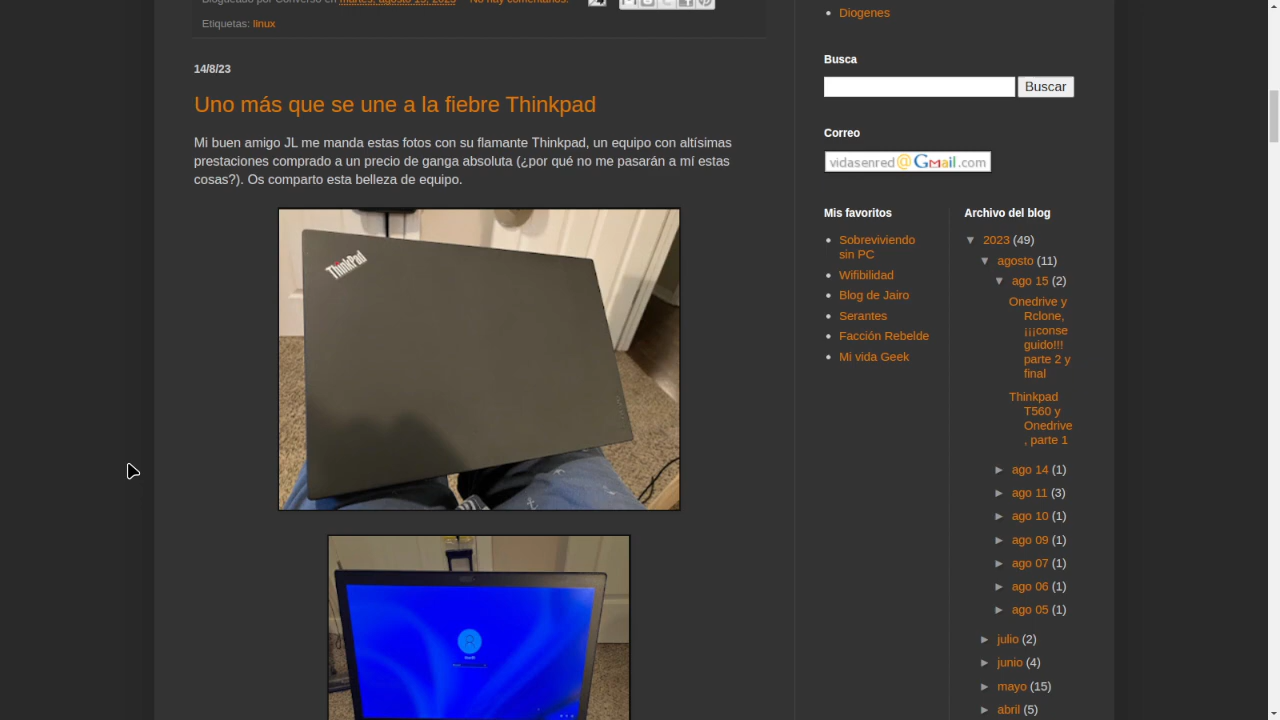 Etiquetas: linux
14/8/23
Uno más que se une a la fiebre Thinkpad
Mi buen amigo JL me manda estas fotos con su flamante Thinkpad, un equipo con altísimas
prestaciones comprado a un precio de ganga absoluta (¿por qué no me pasarán a mí estas
cosas?). Os comparto esta belleza de equipo.
ThinkPad
Diogenes
Busca
Buscar
Correo
vidasenred@Gmail.com
Mis favoritos
Sobreviviendo
sin PC
Wifibilidad
Blog de Jairo
Serantes
Facción Rebelde
Mi vida Geek
Archivo del blog
▼ 2023 (49)
▼ agosto (11)
▼ ago 15 (2)
Onedrive y
Rclone,
¡¡¡conse
guido!!!
parte 2 y
final
Thinkpad
T560 y
Onedrive
, parte 1
► ago 14 (1)
► ago 11 (3)
► ago 10 (1)
► ago 09 (1)
► ago 07 (1)
► ago 06 (1)
► ago 05 (1)
► julio (2)
► junio (4)
► mayo (15)
► abril (5)